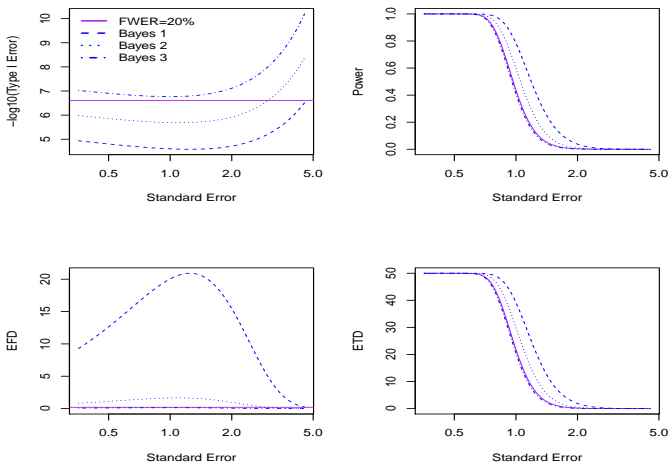 −log10(Type I Error)
10
9
8
7
6
5
FWER=20%
Bayes 1
Bayes 2
Bayes 3
0.5 1.0 2.0 5.0
Standard Error
Power
1.0
0.8
0.6
0.4
0.2
0.0
0.5 1.0 2.0 5.0
Standard Error
EFD
20
15
10
5
0
0.5 1.0 2.0 5.0
Standard Error
ETD
50
40
30
20
10
0
0.5 1.0 2.0 5.0
Standard Error